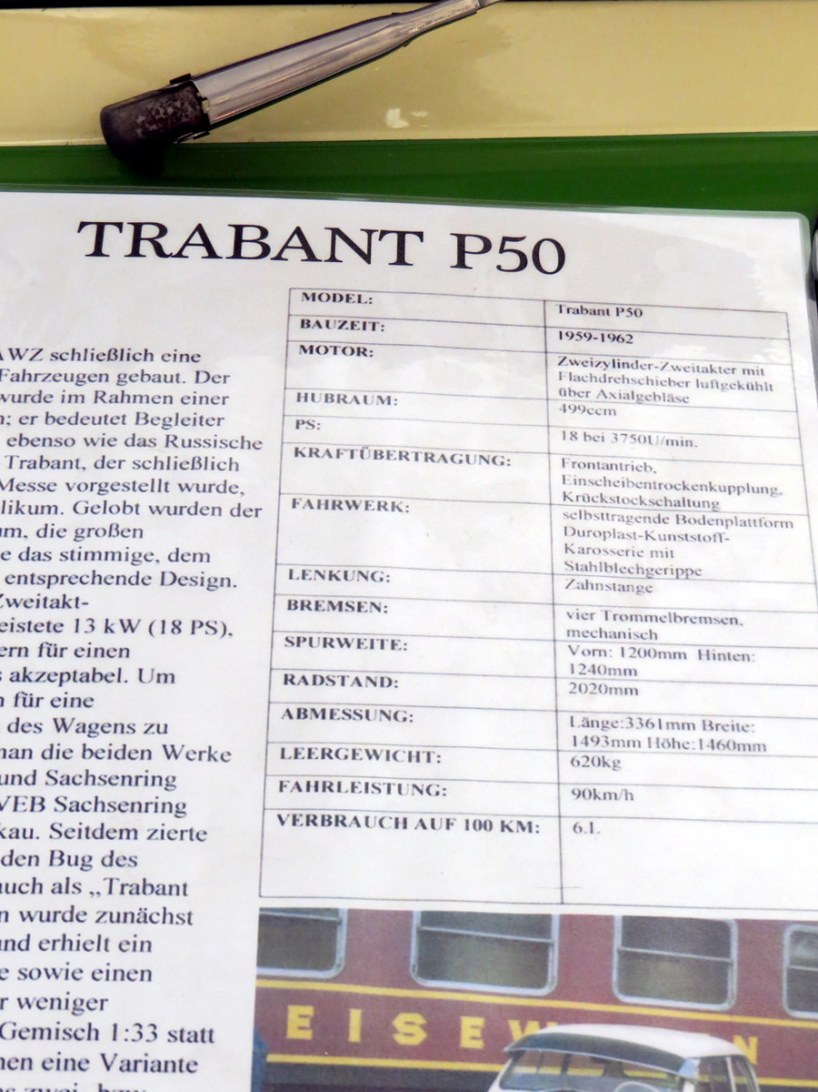 TRABANT P50
AWZ schließlich eine
Fahrzeugen gebaut. Der
wurde im Rahmen einer
er bedeutet Begleiter
ebenso wie das Russische
Trabant, der schließlich
Messe vorgestellt wurde,
Gelobt wurden der
die großen
das stimmige, dem
entsprechende Design.
Zweitakt-
leistete 13 kW (18 PS),
für einen
akzeptabel. Um
für eine
des Wagens zu
man die beiden Werke
und Sachsenring
VEB Sachsenring
Seitdem zierte
den Bug des
auch als „Trabant
wurde zunächst
und erhielt ein
sowie einen
weniger
Gemisch 1:33 statt
eine Variante
MODEL: Trabant P50
BAUZEIT: 1959-1962
MOTOR: Zweizylinder-Zweitakter mit
Flachdrehschieber luftgekühlt
über Axialgebläse
HUBRAUM: 499ccm
PS: 18 bei 3750U/min.
KRAFTÜBERTRAGUNG: Frontantrieb,
Einscheibentrockenkupplung,
Krückstockschaltung
FAHRWERK: selbsttragende Bodenplattform
Duroplast-Kunststoff-
Karosserie mit
Stahlblechgerippe
LENKUNG: Zahnstange
BREMSEN: vier Trommelbremsen,
mechanisch
SPURWEITE: Vorn: 1200mm Hinten:
1240mm
RADSTAND: 2020mm
ABMESSUNG: Länge:3361mm Breite:
1493mm Höhe:1460mm
LEERGEWICHT: 620kg
FAHRLEISTUNG: 90km/h
VERBRAUCH AUF 100 KM: 6.L